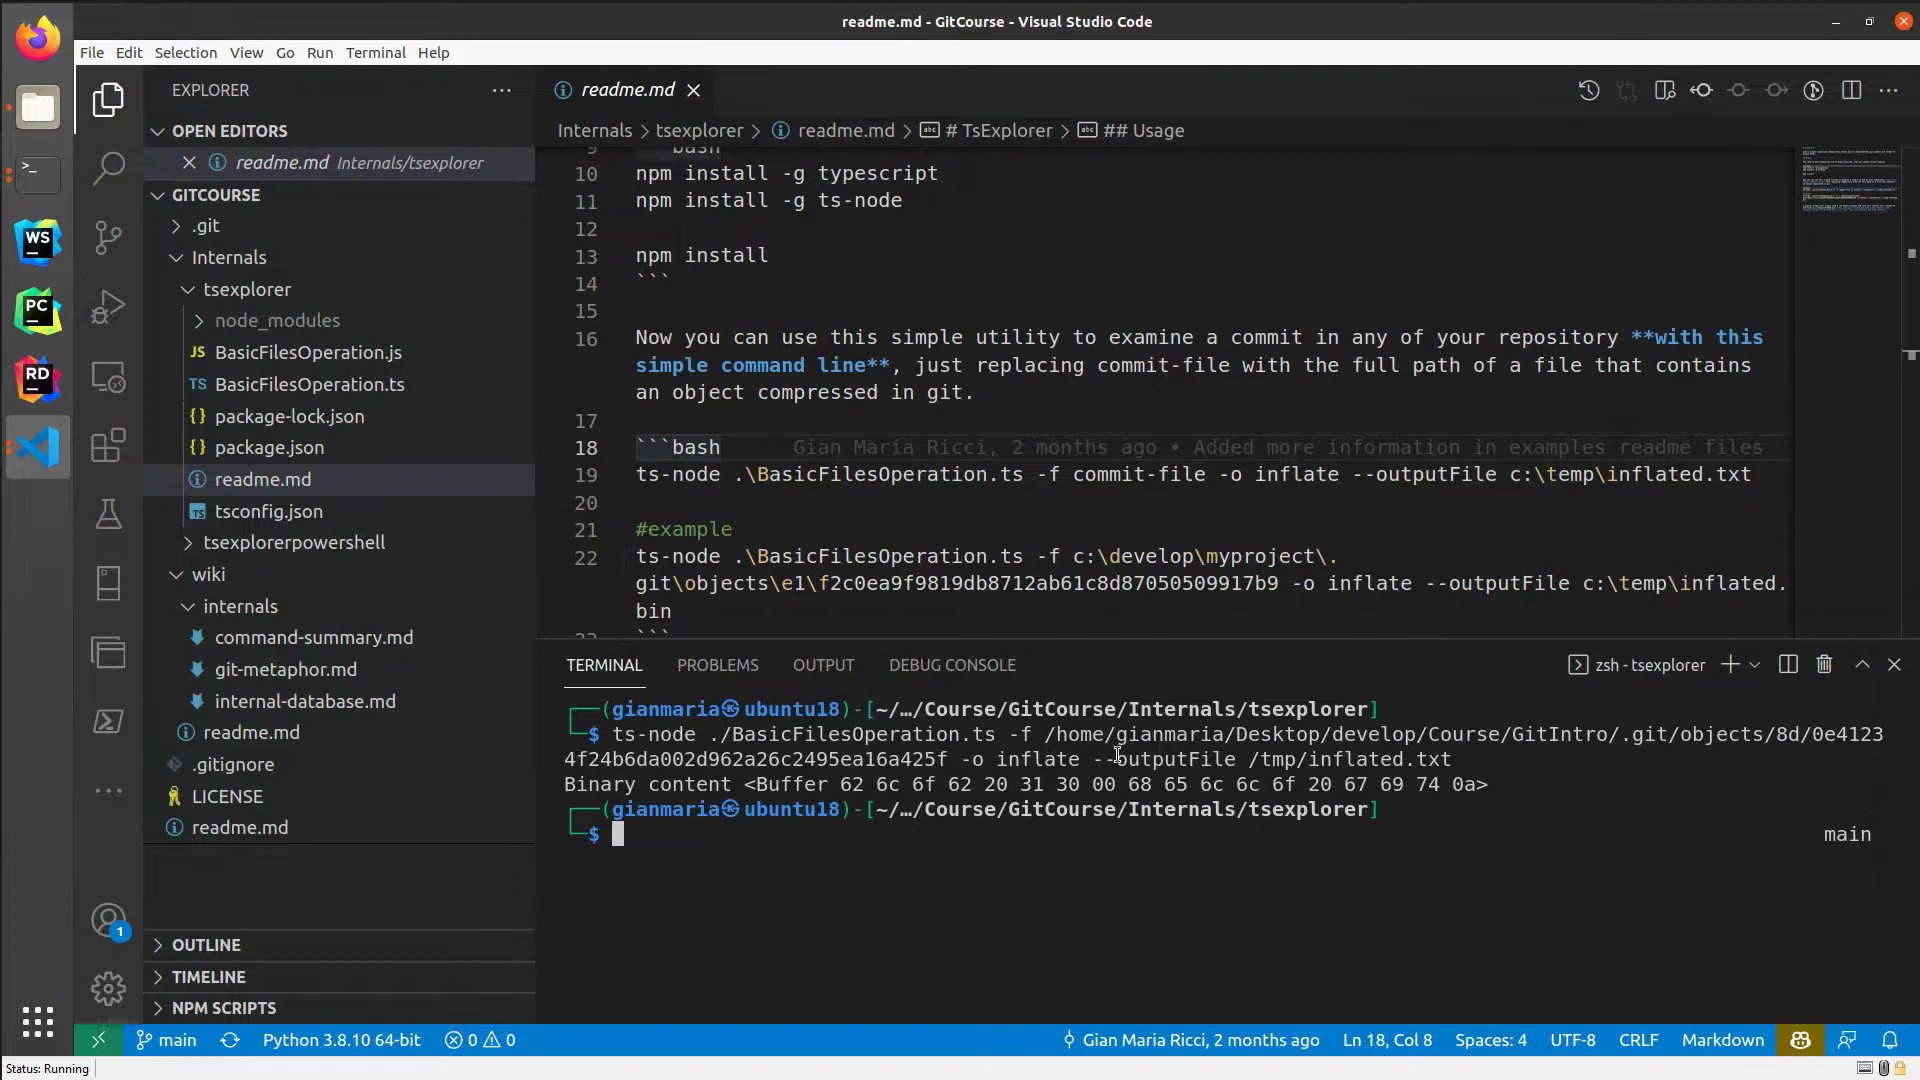 readme.md - GitCourse - Visual Studio Code
File Edit Selection View Go Run Terminal Help
EXPLORER
OPEN EDITORS
readme.md Internals/tsexplorer
GITCOURSE
.git
Internals
tsexplorer
node_modules
JS BasicFilesOperation.js
TS BasicFilesOperation.ts
{} package-lock.json
{} package.json
readme.md
TS tsconfig.json
tsexplorerpowershell
wiki
internals
command-summary.md
git-metaphor.md
internal-database.md
readme.md
.gitignore
LICENSE
readme.md
OUTLINE
TIMELINE
NPM SCRIPTS
WS
PC
RD
1
readme.md
Internals > tsexplorer > readme.md > abc # TsExplorer > abc ## Usage
9 ```bash
10 npm install -g typescript
11 npm install -g ts-node
12
13 npm install
14 ```
15
16 Now you can use this simple utility to examine a commit in any of your repository **with this
simple command line**, just replacing commit-file with the full path of a file that contains
an object compressed in git.
17
18 ```bash Gian Maria Ricci, 2 months ago • Added more information in examples readme files
19 ts-node .\BasicFilesOperation.ts -f commit-file -o inflate --outputFile c:\temp\inflated.txt
20
21 #example
22 ts-node .\BasicFilesOperation.ts -f c:\develop\myproject\.
git\objects\e1\f2c0ea9f9819db8712ab61c8d87050509917b9 -o inflate --outputFile c:\temp\inflated.
bin
23 ```
TERMINAL PROBLEMS OUTPUT DEBUG CONSOLE
zsh - tsexplorer
┌──(gianmaria㉿ubuntu18)-[~/…/Course/GitCourse/Internals/tsexplorer]
└─$ ts-node ./BasicFilesOperation.ts -f /home/gianmaria/Desktop/develop/Course/GitIntro/.git/objects/8d/0e4123
4f24b6da002d962a26c2495ea16a425f -o inflate --outputFile /tmp/inflated.txt
Binary content <Buffer 62 6c 6f 62 20 31 30 00 68 65 6c 6c 6f 20 67 69 74 0a>
┌──(gianmaria㉿ubuntu18)-[~/…/Course/GitCourse/Internals/tsexplorer]
└─$ main
main Python 3.8.10 64-bit 0 0 Gian Maria Ricci, 2 months ago Ln 18, Col 8 Spaces: 4 UTF-8 CRLF Markdown
Status: Running